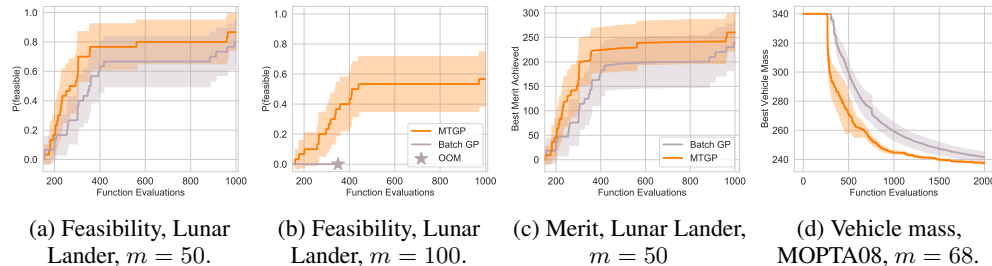 1.0
0.8
0.6
0.4
0.2
0.0
P(feasible)
200 400 600 800 1000
Function Evaluations
1.0
0.8
0.6
0.4
0.2
0.0
P(feasible)
MTGP
Batch GP
OOM
200 400 600 800 1000
Function Evaluations
300
250
200
150
100
50
0
Best Merit Achieved
Batch GP
MTGP
200 400 600 800 1000
Function Evaluations
340
320
300
280
260
240
Best Vehicle Mass
0 500 1000 1500 2000
Function Evaluations
(a) Feasibility, Lunar
Lander, m = 50.
(b) Feasibility, Lunar
Lander, m = 100.
(c) Merit, Lunar Lander,
m = 50
(d) Vehicle mass,
MOPTA08, m = 68.